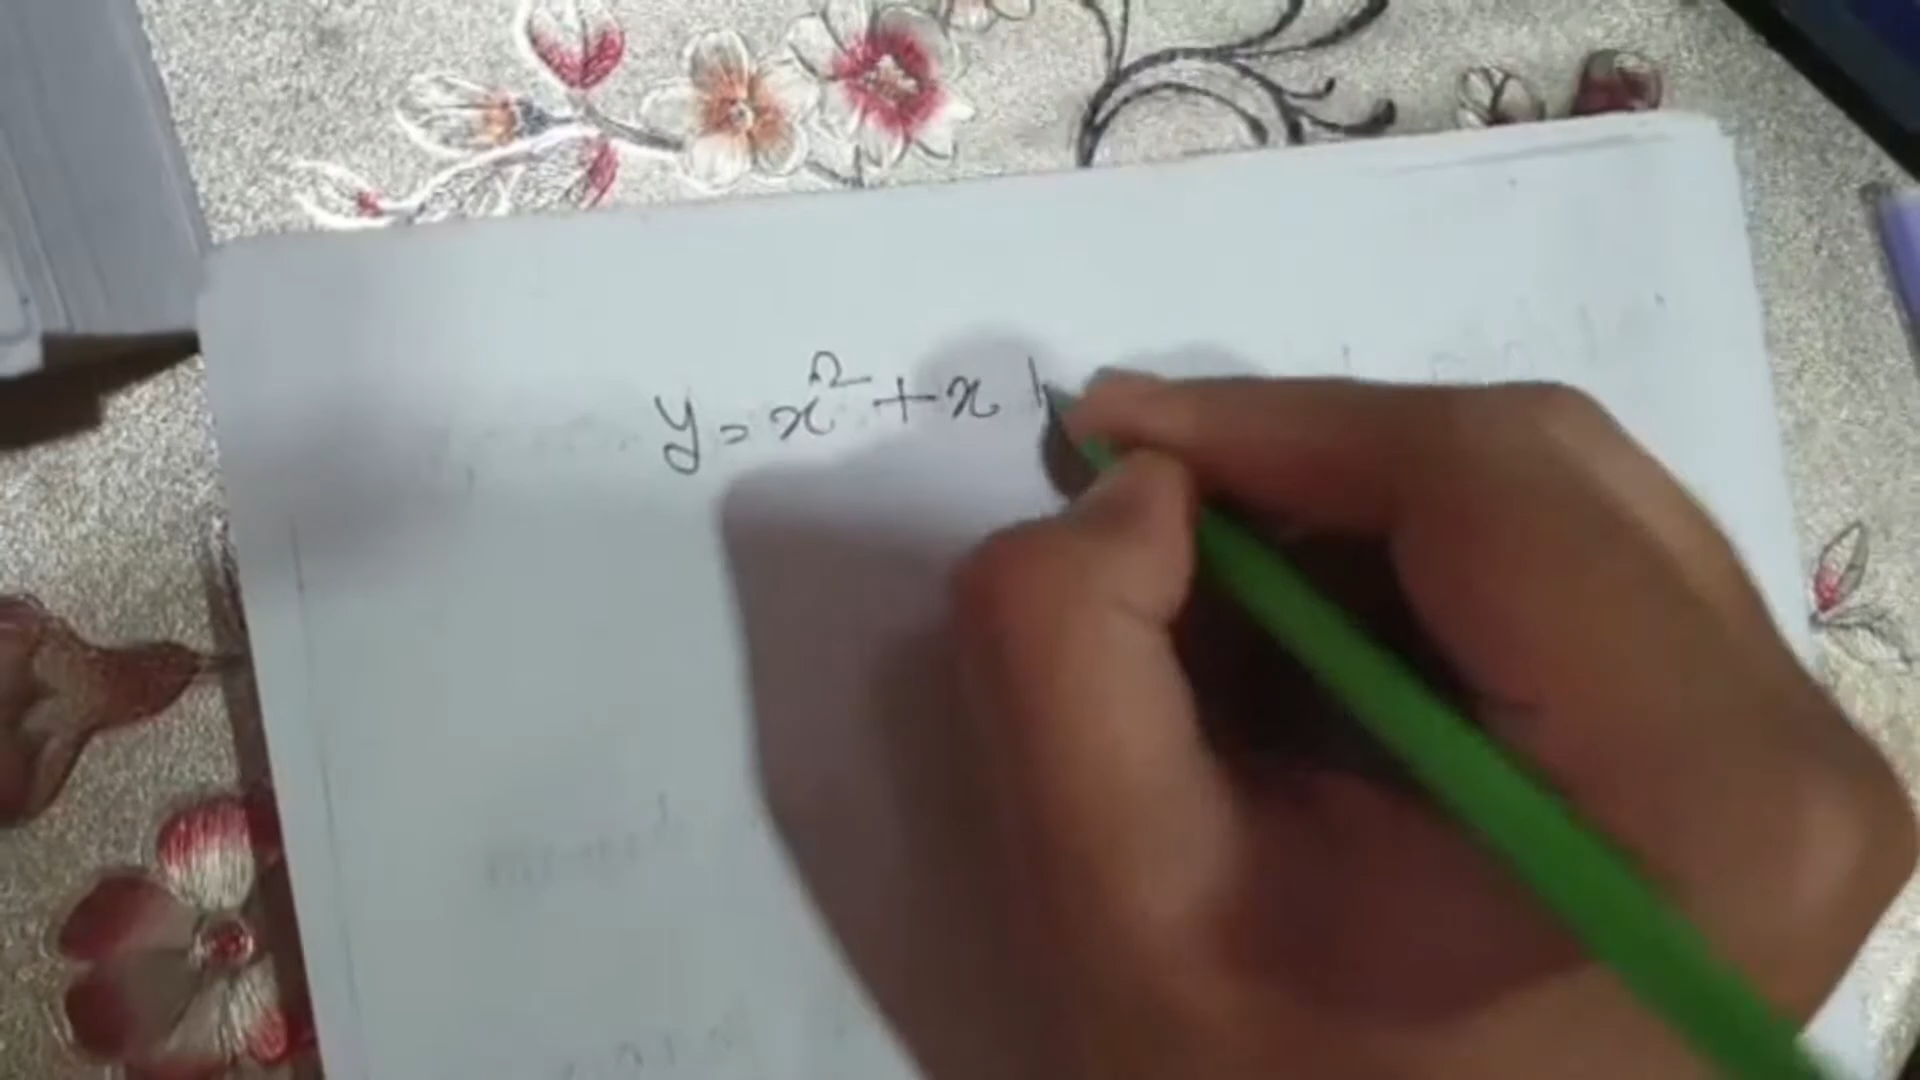 y = x² + x